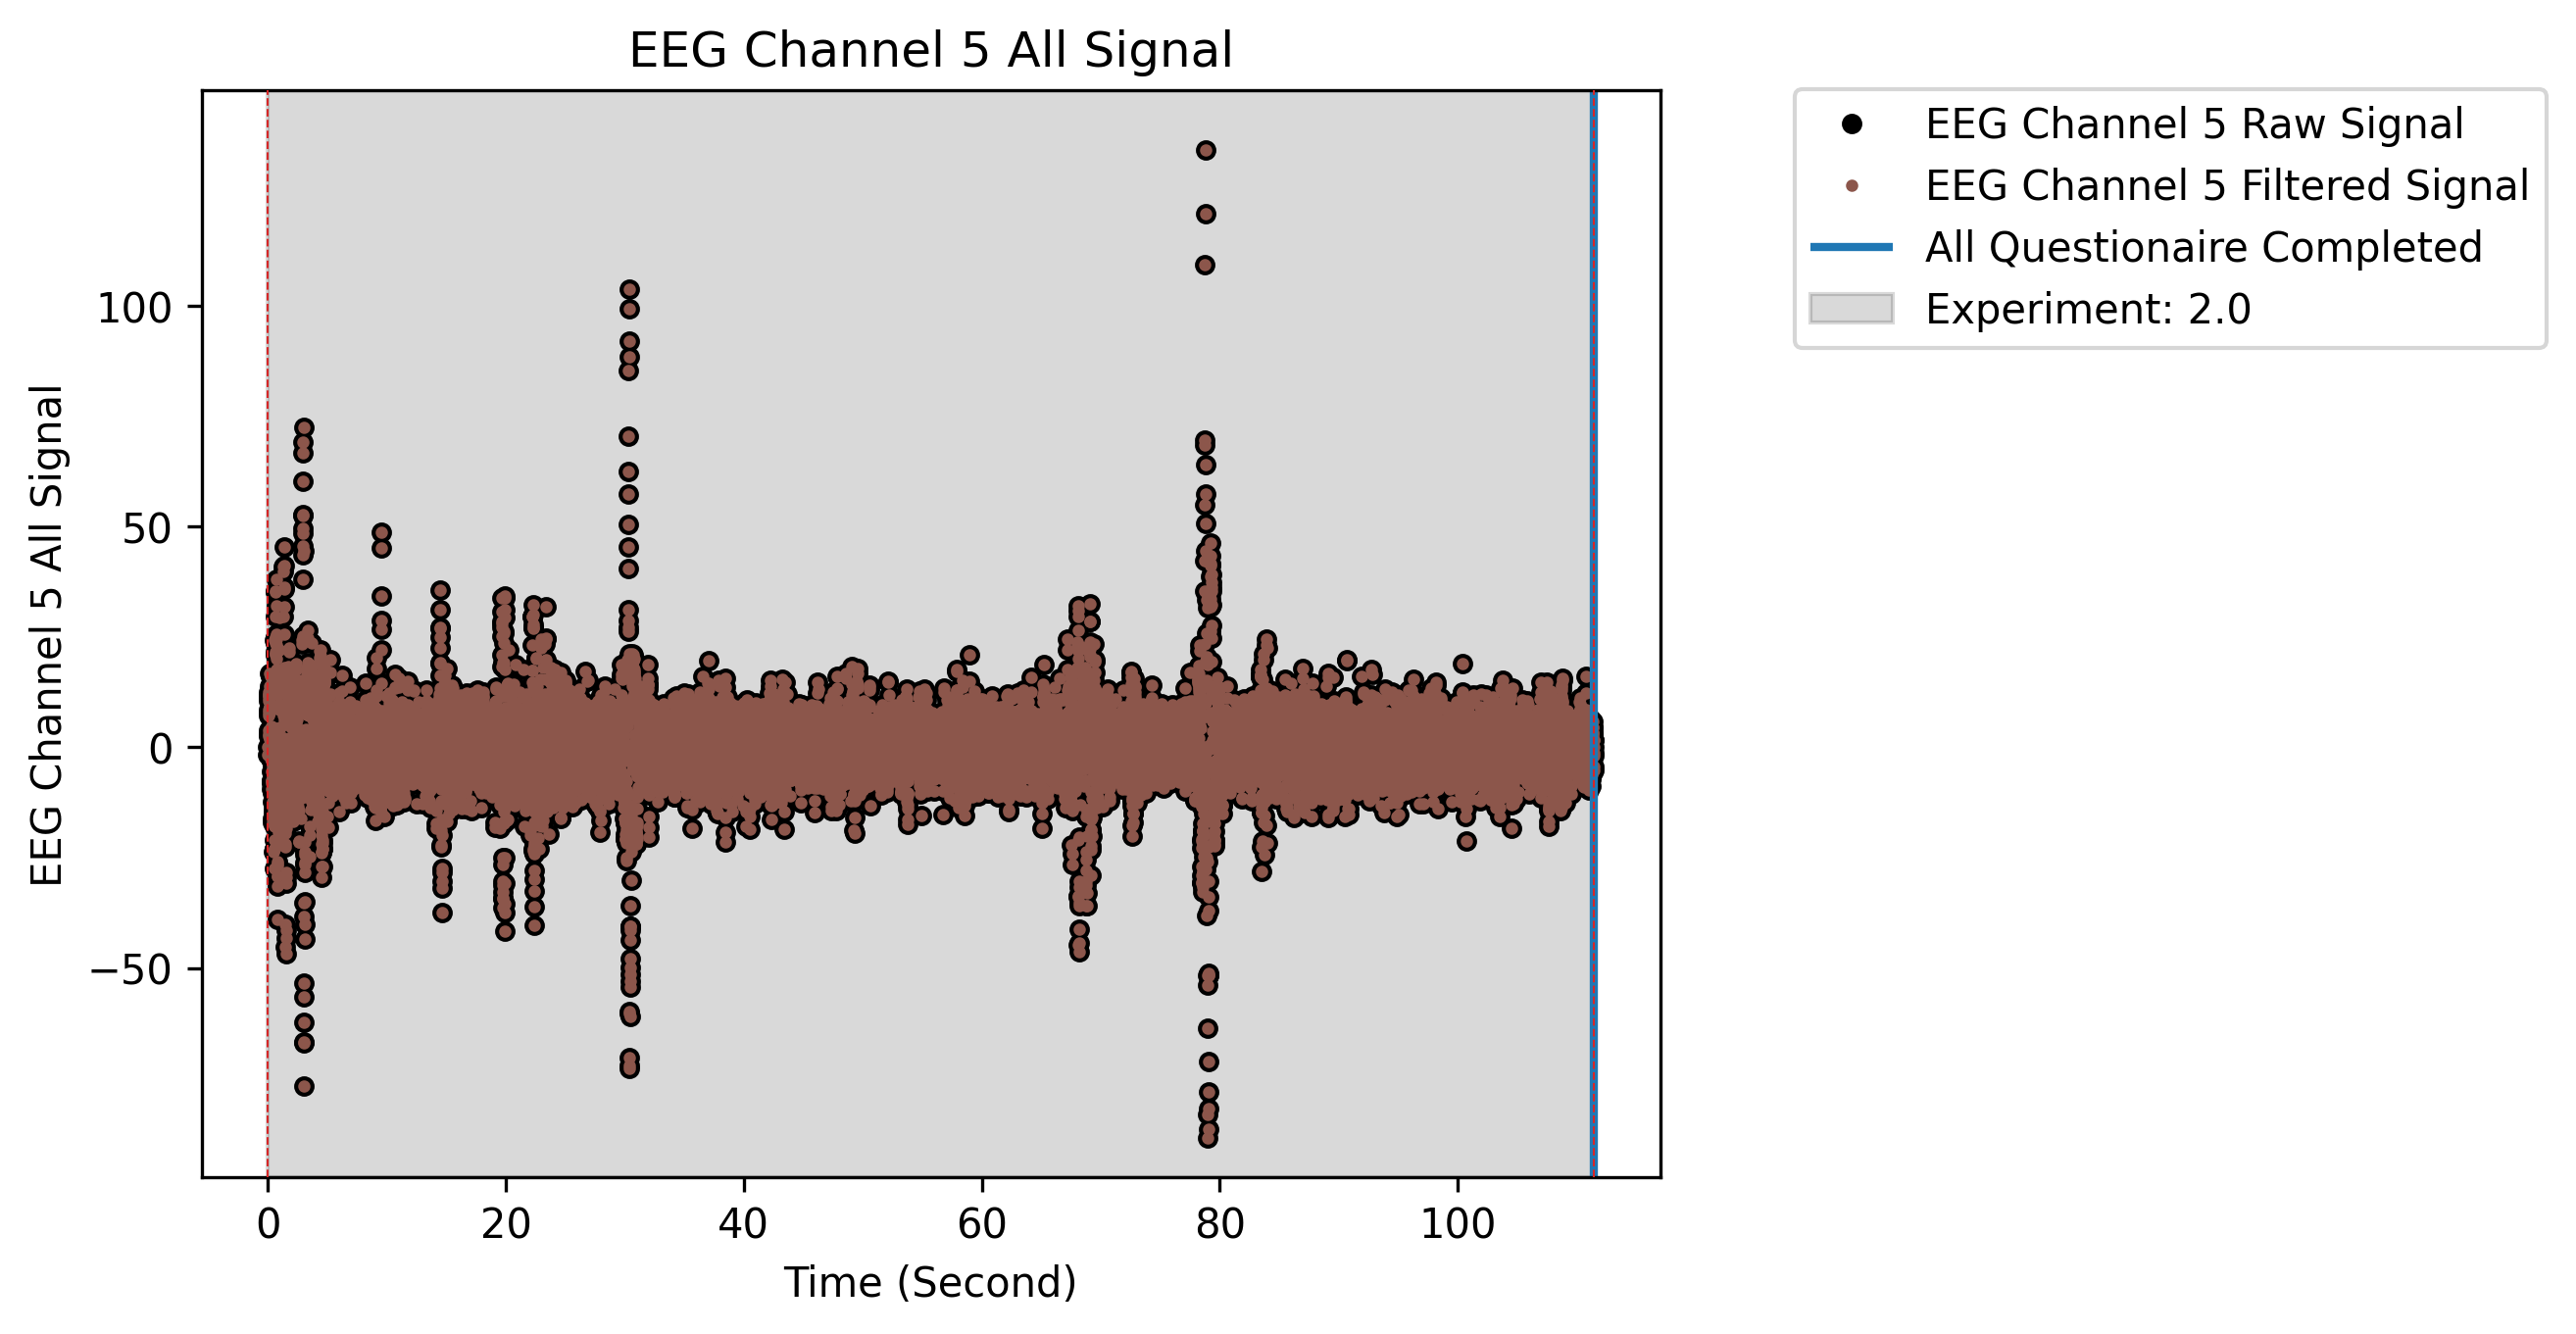 EEG Channel 5 All Signal
EEG Channel 5 Raw Signal
EEG Channel 5 Filtered Signal
All Questionaire Completed
Experiment: 2.0
EEG Channel 5 All Signal
100
50
0
−50
0 20 40 60 80 100
Time (Second)